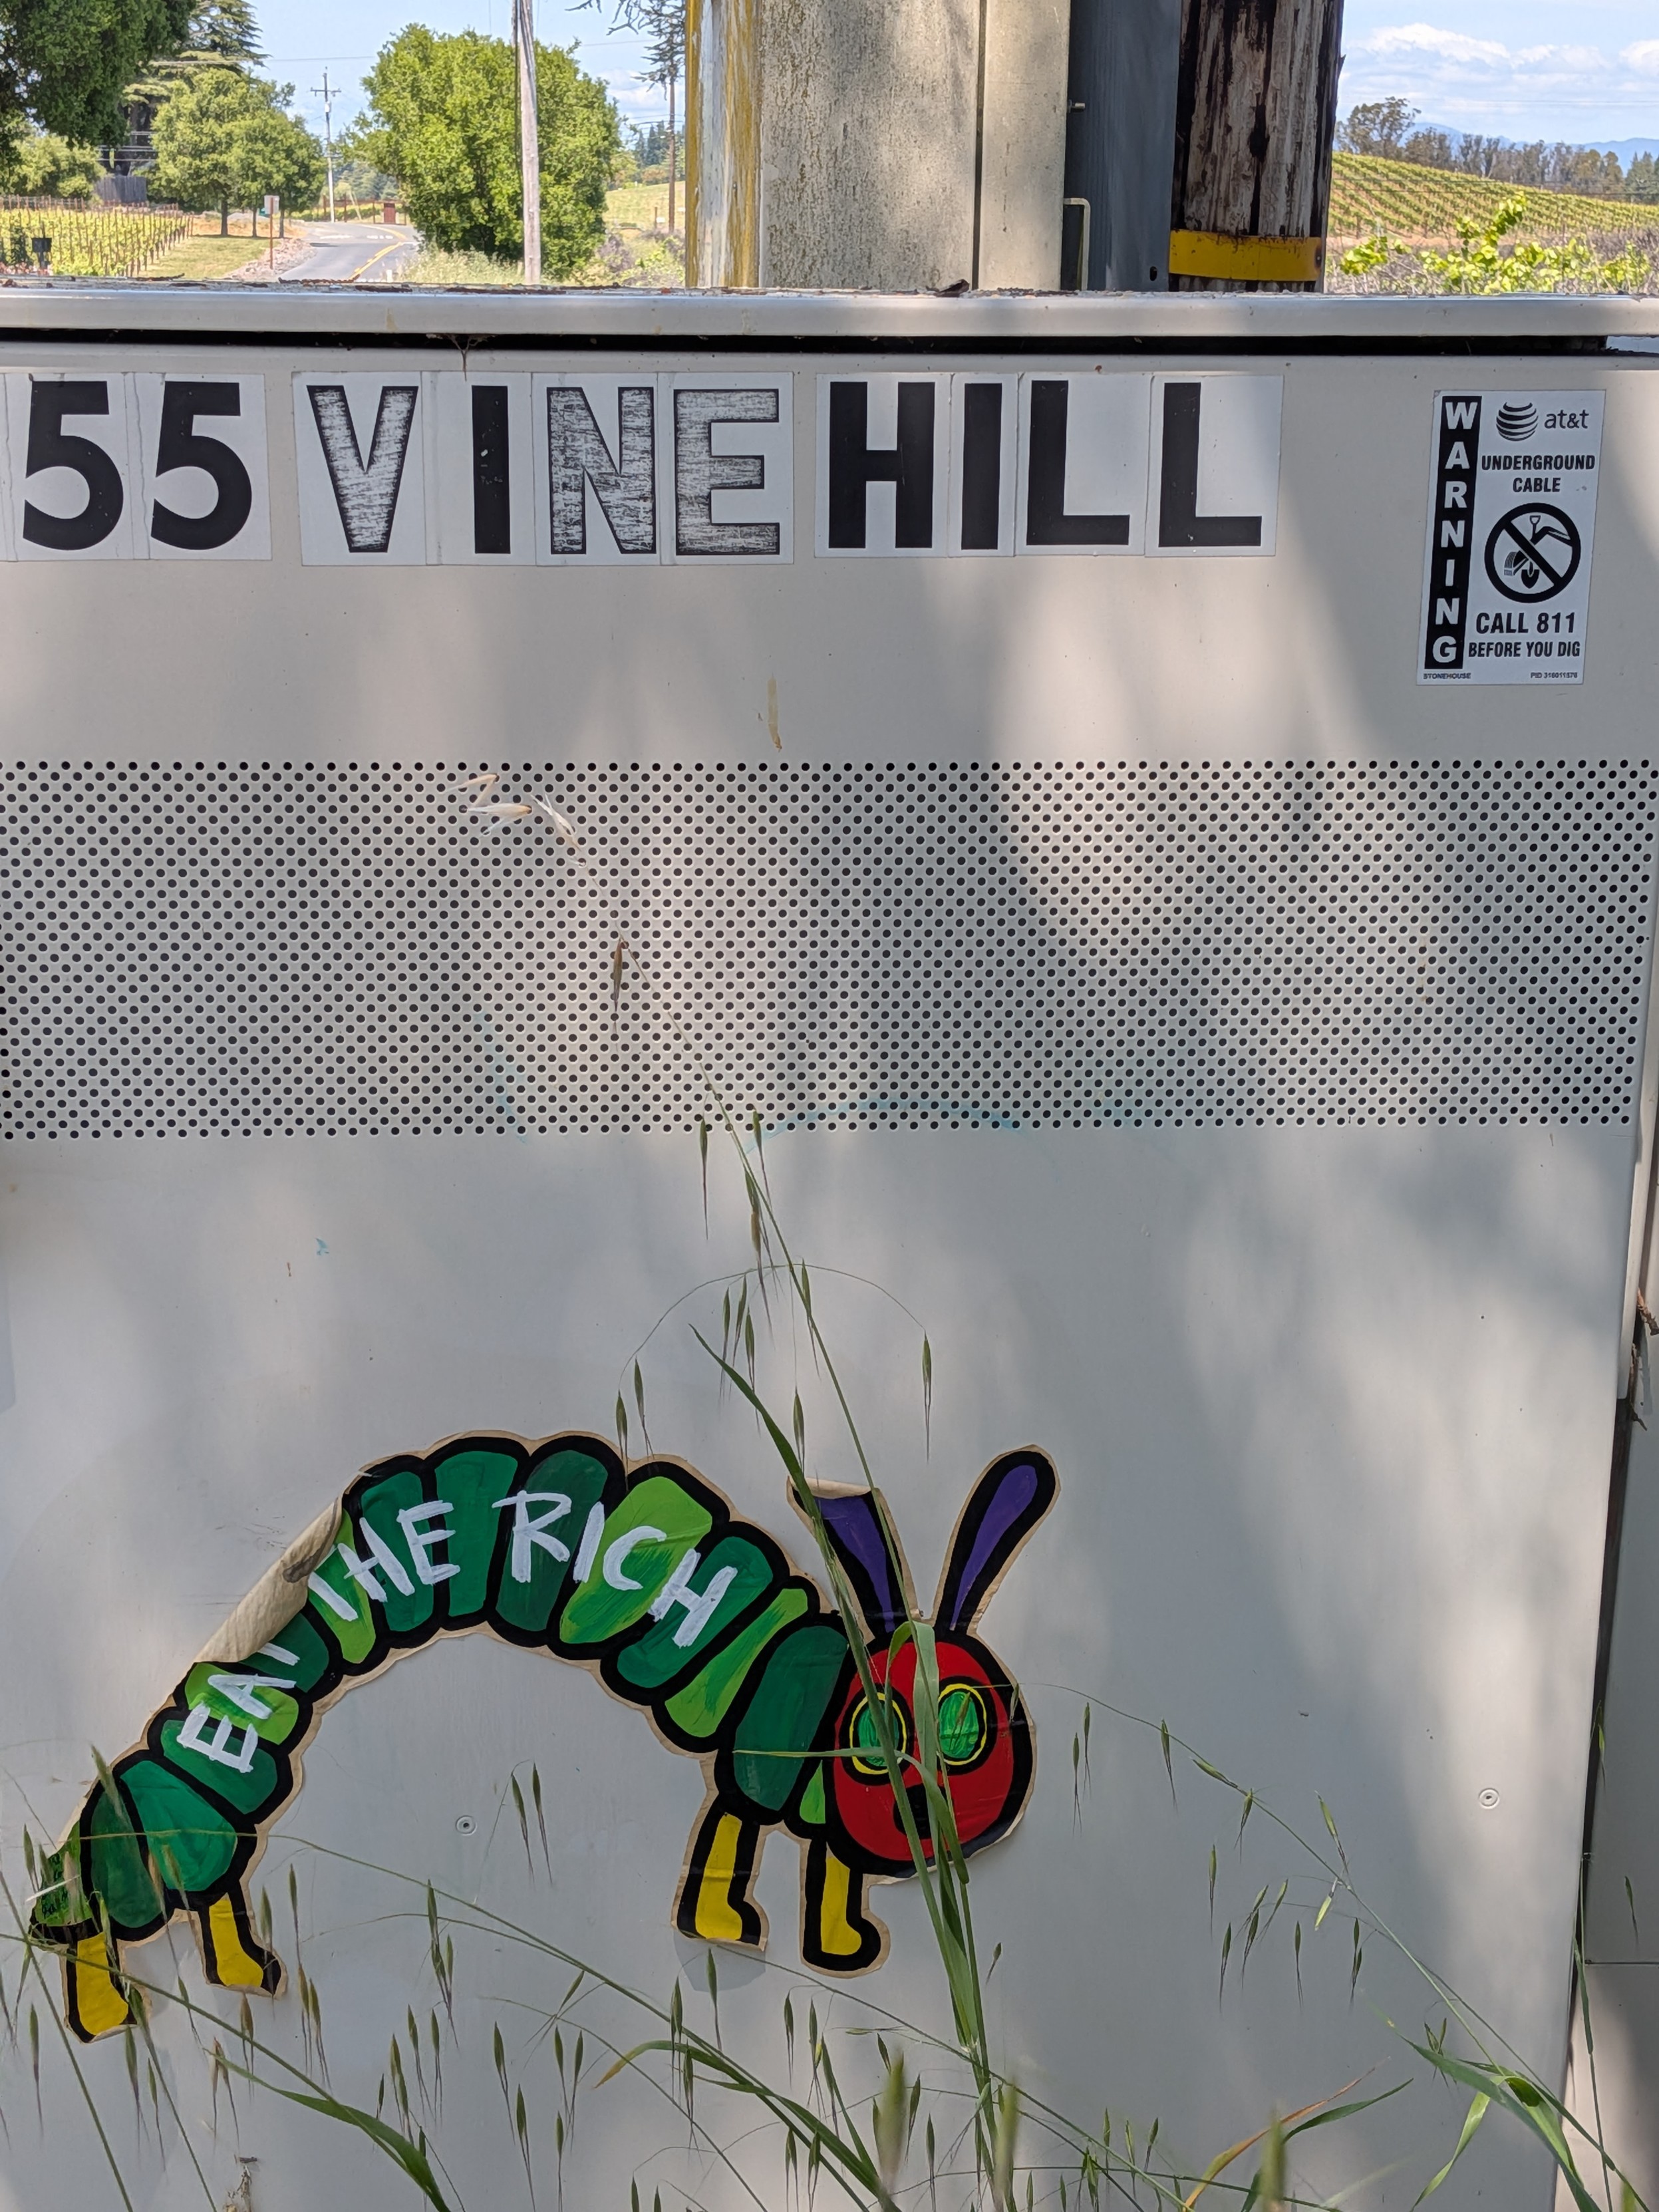 55 VINE HILL
WARNING
at&t
UNDERGROUND
CABLE
CALL 811
BEFORE YOU DIG
STONEHOUSE
EAT THE RICH